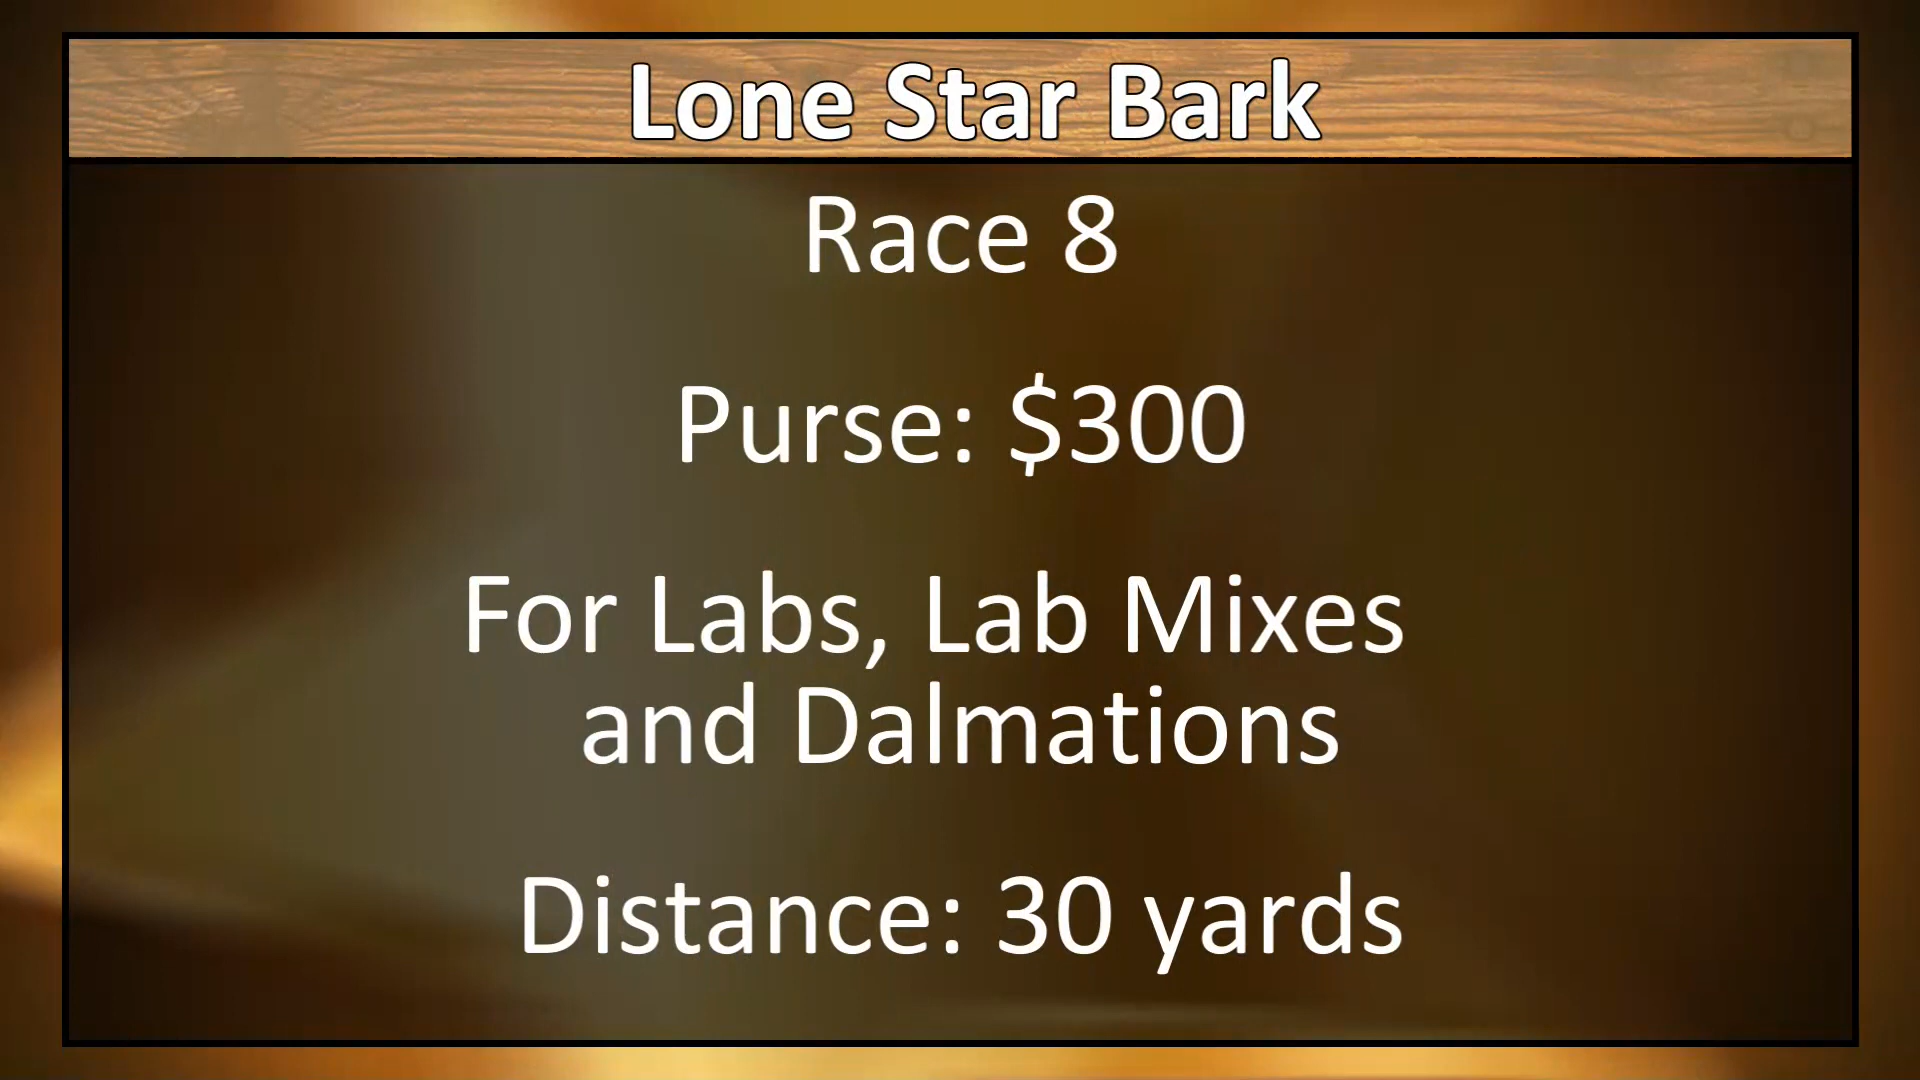 Lone Star Bark
Race 8
Purse: $300
For Labs, Lab Mixes
and Dalmations
Distance: 30 yards